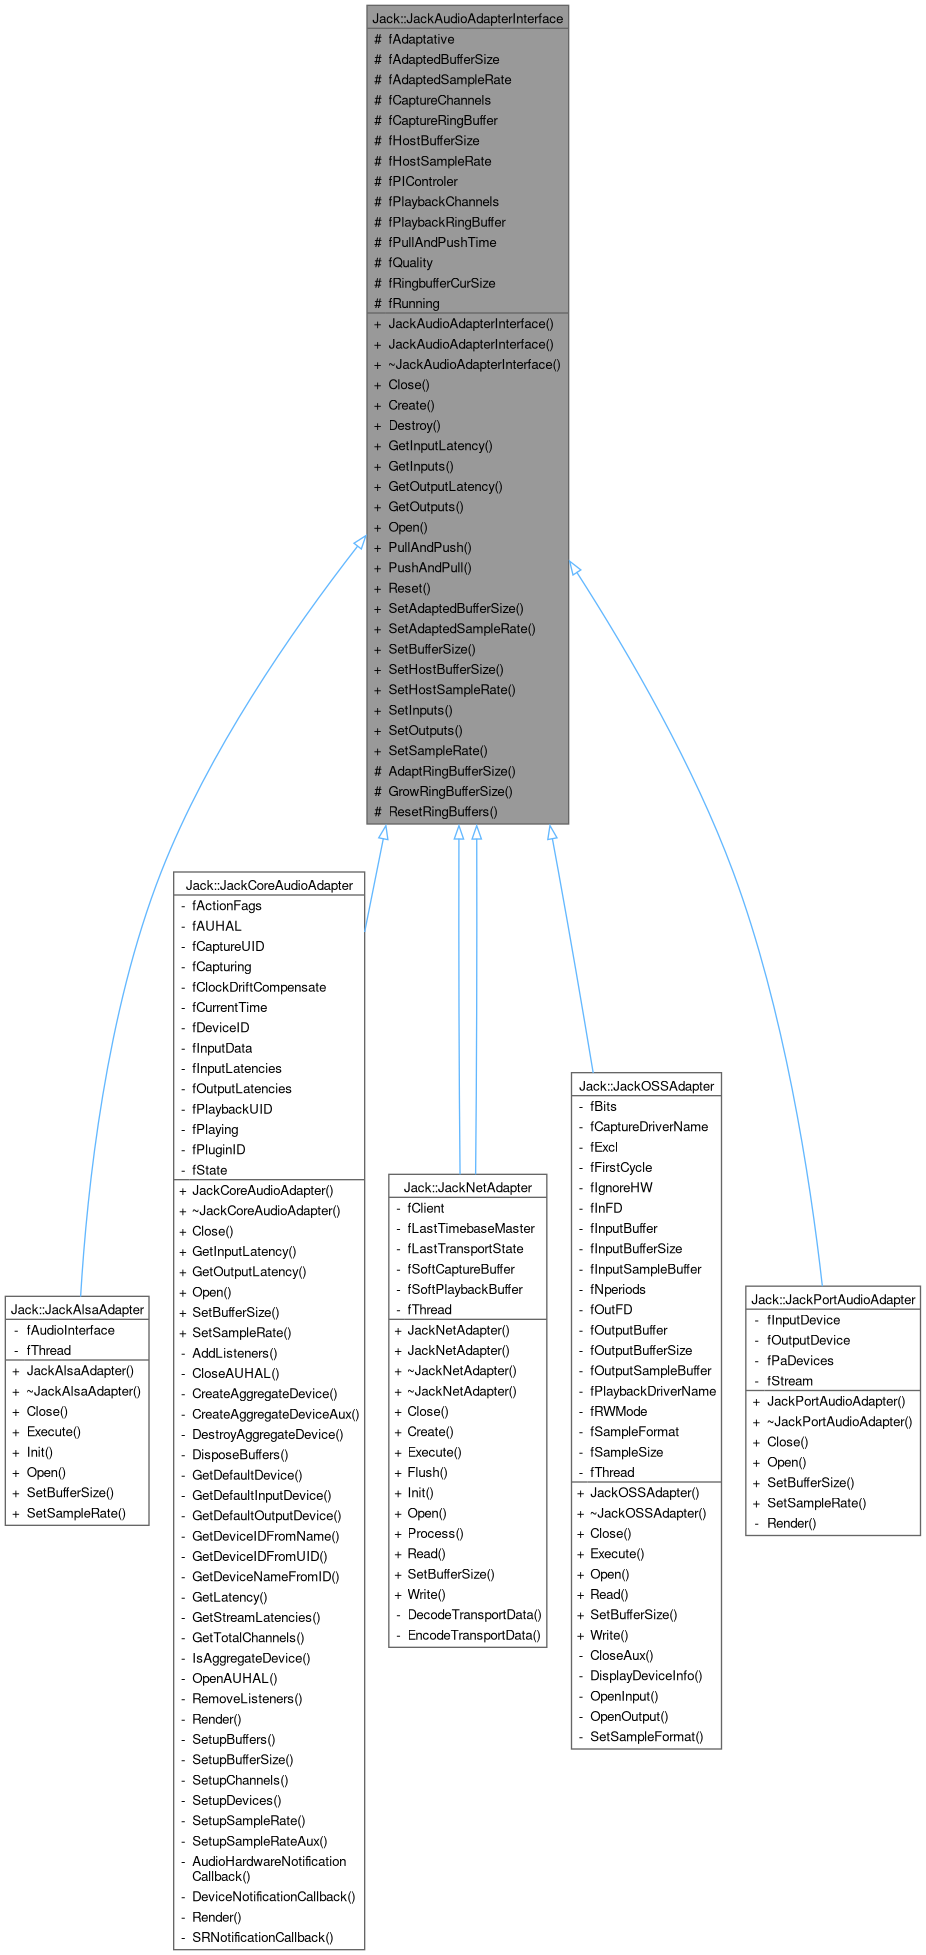 Jack::JackAudioAdapterInterface
# fAdaptative
# fAdaptedBufferSize
# fAdaptedSampleRate
# fCaptureChannels
# fCaptureRingBuffer
# fHostBufferSize
# fHostSampleRate
# fPIControler
# fPlaybackChannels
# fPlaybackRingBuffer
# fPullAndPushTime
# fQuality
# fRingbufferCurSize
# fRunning
+ JackAudioAdapterInterface()
+ JackAudioAdapterInterface()
+ ~JackAudioAdapterInterface()
+ Close()
+ Create()
+ Destroy()
+ GetInputLatency()
+ GetInputs()
+ GetOutputLatency()
+ GetOutputs()
+ Open()
+ PullAndPush()
+ PushAndPull()
+ Reset()
+ SetAdaptedBufferSize()
+ SetAdaptedSampleRate()
+ SetBufferSize()
+ SetHostBufferSize()
+ SetHostSampleRate()
+ SetInputs()
+ SetOutputs()
+ SetSampleRate()
# AdaptRingBufferSize()
# GrowRingBufferSize()
# ResetRingBuffers()
Jack::JackAlsaAdapter
- fAudioInterface
- fThread
+ JackAlsaAdapter()
+ ~JackAlsaAdapter()
+ Close()
+ Execute()
+ Init()
+ Open()
+ SetBufferSize()
+ SetSampleRate()
Jack::JackCoreAudioAdapter
- fActionFags
- fAUHAL
- fCaptureUID
- fCapturing
- fClockDriftCompensate
- fCurrentTime
- fDeviceID
- fInputData
- fInputLatencies
- fOutputLatencies
- fPlaybackUID
- fPlaying
- fPluginID
- fState
+ JackCoreAudioAdapter()
+ ~JackCoreAudioAdapter()
+ Close()
+ GetInputLatency()
+ GetOutputLatency()
+ Open()
+ SetBufferSize()
+ SetSampleRate()
- AddListeners()
- CloseAUHAL()
- CreateAggregateDevice()
- CreateAggregateDeviceAux()
- DestroyAggregateDevice()
- DisposeBuffers()
- GetDefaultDevice()
- GetDefaultInputDevice()
- GetDefaultOutputDevice()
- GetDeviceIDFromName()
- GetDeviceIDFromUID()
- GetDeviceNameFromID()
- GetLatency()
- GetStreamLatencies()
- GetTotalChannels()
- IsAggregateDevice()
- OpenAUHAL()
- RemoveListeners()
- Render()
- SetupBuffers()
- SetupBufferSize()
- SetupChannels()
- SetupDevices()
- SetupSampleRate()
- SetupSampleRateAux()
- AudioHardwareNotification
Callback()
- DeviceNotificationCallback()
- Render()
- SRNotificationCallback()
Jack::JackNetAdapter
- fClient
- fLastTimebaseMaster
- fLastTransportState
- fSoftCaptureBuffer
- fSoftPlaybackBuffer
- fThread
+ JackNetAdapter()
+ JackNetAdapter()
+ ~JackNetAdapter()
+ ~JackNetAdapter()
+ Close()
+ Create()
+ Execute()
+ Flush()
+ Init()
+ Open()
+ Process()
+ Read()
+ SetBufferSize()
+ Write()
- DecodeTransportData()
- EncodeTransportData()
Jack::JackOSSAdapter
- fBits
- fCaptureDriverName
- fExcl
- fFirstCycle
- fIgnoreHW
- fInFD
- fInputBuffer
- fInputBufferSize
- fInputSampleBuffer
- fNperiods
- fOutFD
- fOutputBuffer
- fOutputBufferSize
- fOutputSampleBuffer
- fPlaybackDriverName
- fRWMode
- fSampleFormat
- fSampleSize
- fThread
+ JackOSSAdapter()
+ ~JackOSSAdapter()
+ Close()
+ Execute()
+ Open()
+ Read()
+ SetBufferSize()
+ Write()
- CloseAux()
- DisplayDeviceInfo()
- OpenInput()
- OpenOutput()
- SetSampleFormat()
Jack::JackPortAudioAdapter
- fInputDevice
- fOutputDevice
- fPaDevices
- fStream
+ JackPortAudioAdapter()
+ ~JackPortAudioAdapter()
+ Close()
+ Open()
+ SetBufferSize()
+ SetSampleRate()
- Render()